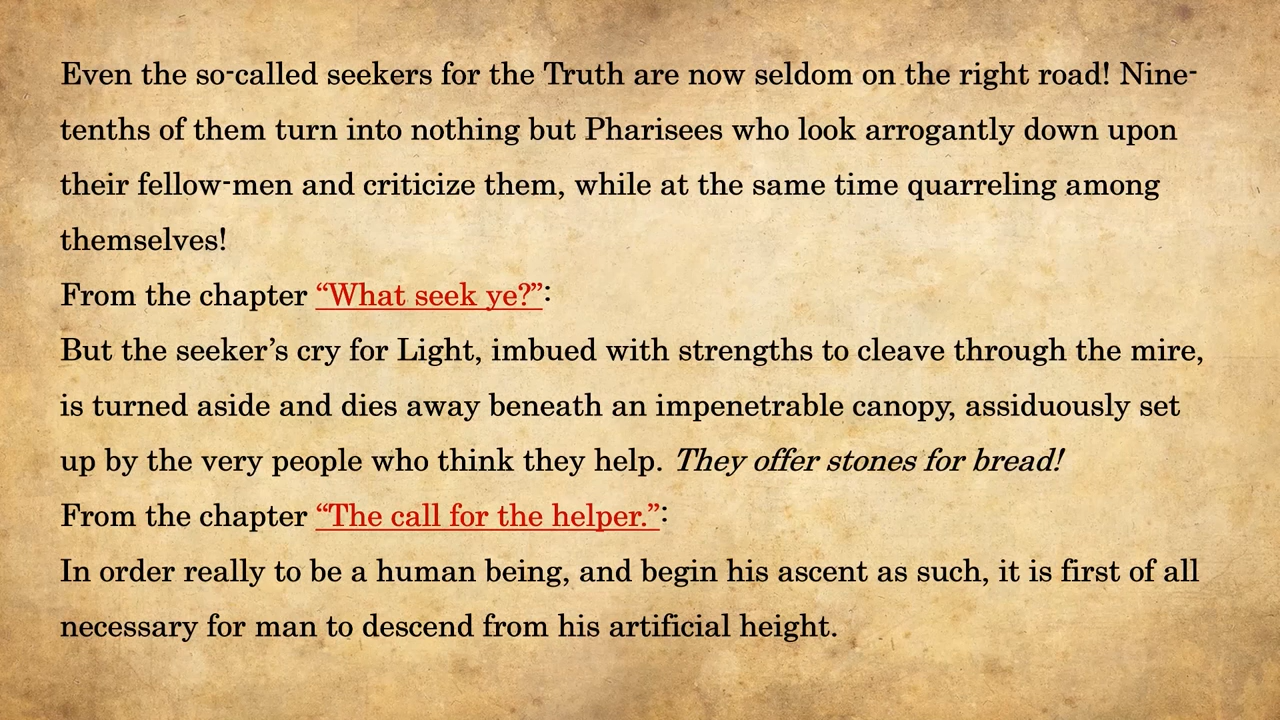 Even the so-called seekers for the Truth are now seldom on the right road! Nine-
tenths of them turn into nothing but Pharisees who look arrogantly down upon
their fellow-men and criticize them, while at the same time quarreling among
themselves!
From the chapter “What seek ye?”:
But the seeker’s cry for Light, imbued with strengths to cleave through the mire,
is turned aside and dies away beneath an impenetrable canopy, assiduously set
up by the very people who think they help. They offer stones for bread!
From the chapter “The call for the helper.”:
In order really to be a human being, and begin his ascent as such, it is first of all
necessary for man to descend from his artificial height.